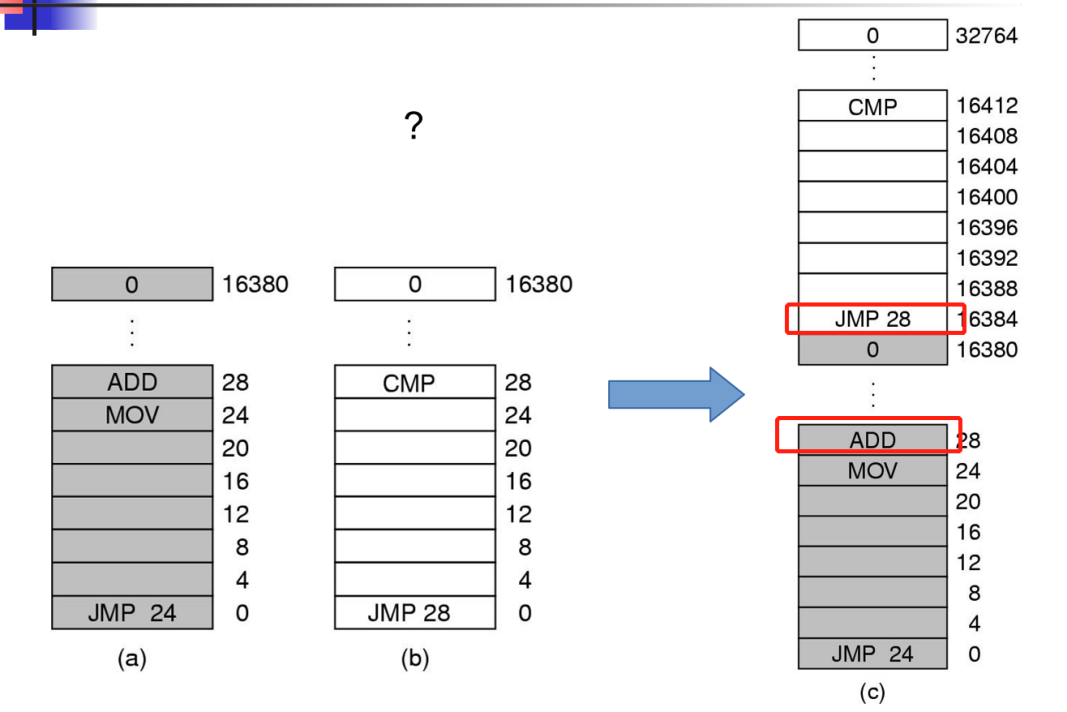 ?
0 16380
ADD 28
MOV 24
20
16
12
8
4
JMP 24 0
(a)
0 16380
CMP 28
24
20
16
12
8
4
JMP 28 0
(b)
0 32764
CMP 16412
16408
16404
16400
16396
16392
16388
JMP 28 16384
0 16380
ADD 28
MOV 24
20
16
12
8
4
JMP 24 0
(c)